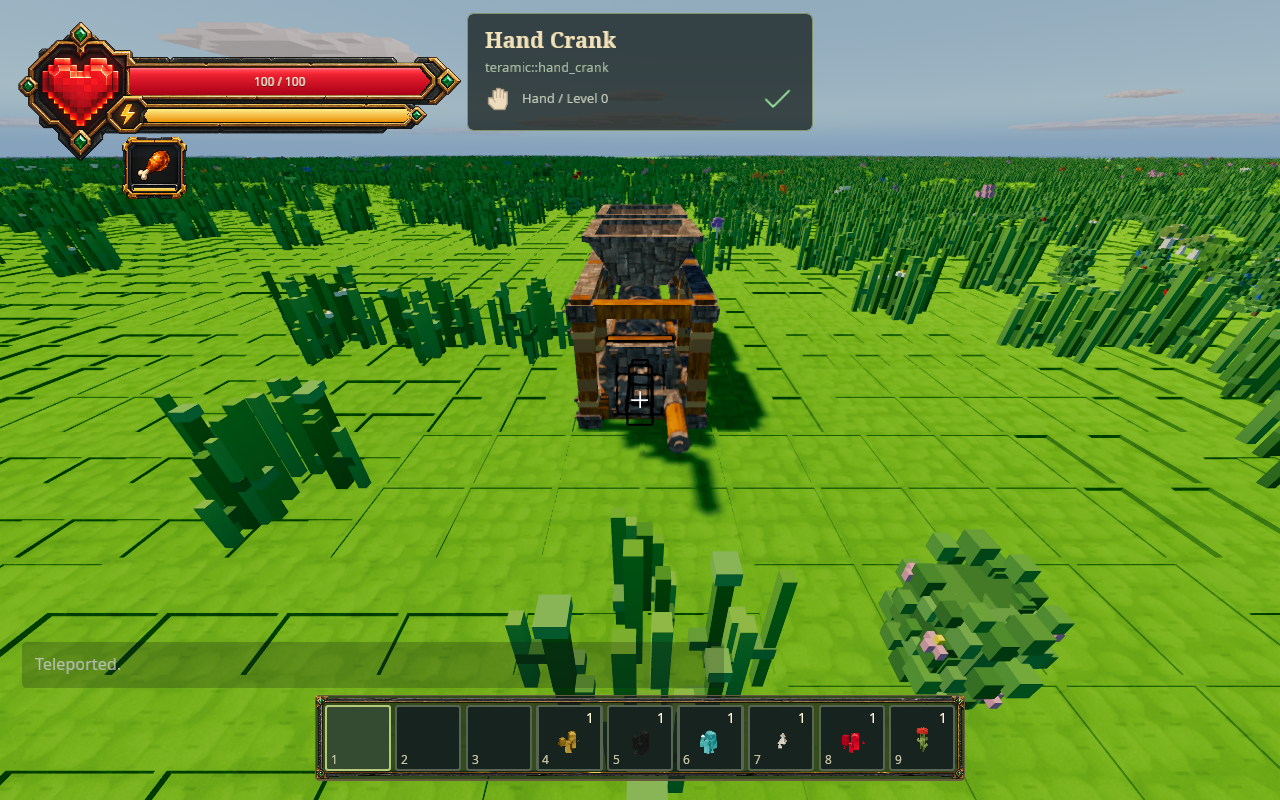 Hand Crank
teramic::hand_crank
Hand / Level 0
100 / 100
Teleported.
1 1 1 1 1 1
1 2 3 4 5 6 7 8 9